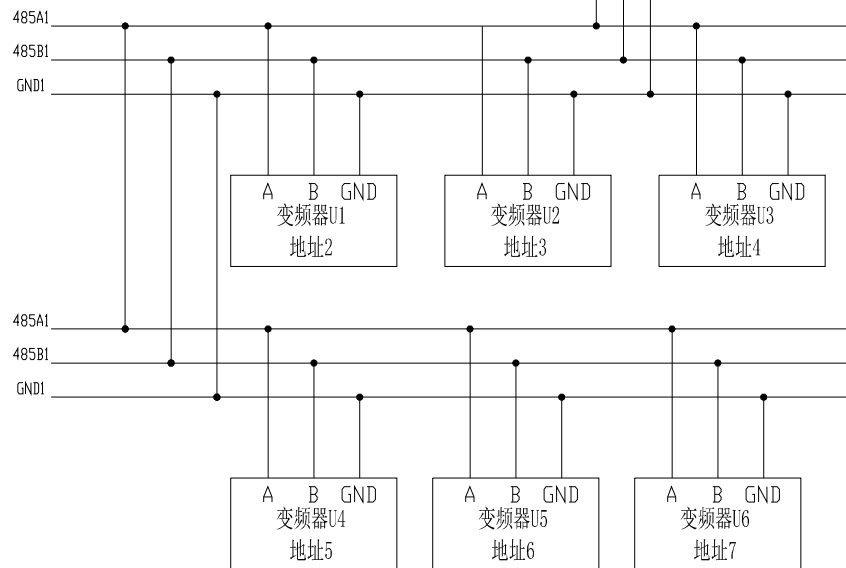 485A1
485B1
GND1
A B GND
变频器U1
地址2
A B GND
变频器U2
地址3
A B GND
变频器U3
地址4
485A1
485B1
GND1
A B GND
变频器U4
地址5
A B GND
变频器U5
地址6
A B GND
变频器U6
地址7